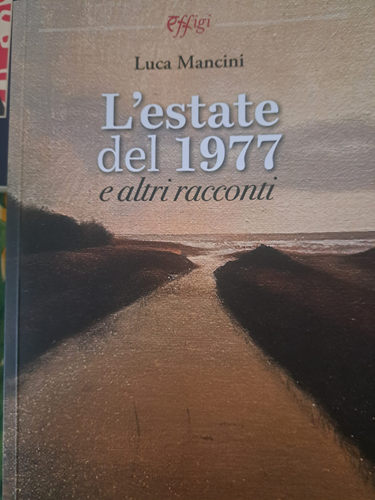 effigi
Luca Mancini
L'estate
del 1977
e altri racconti